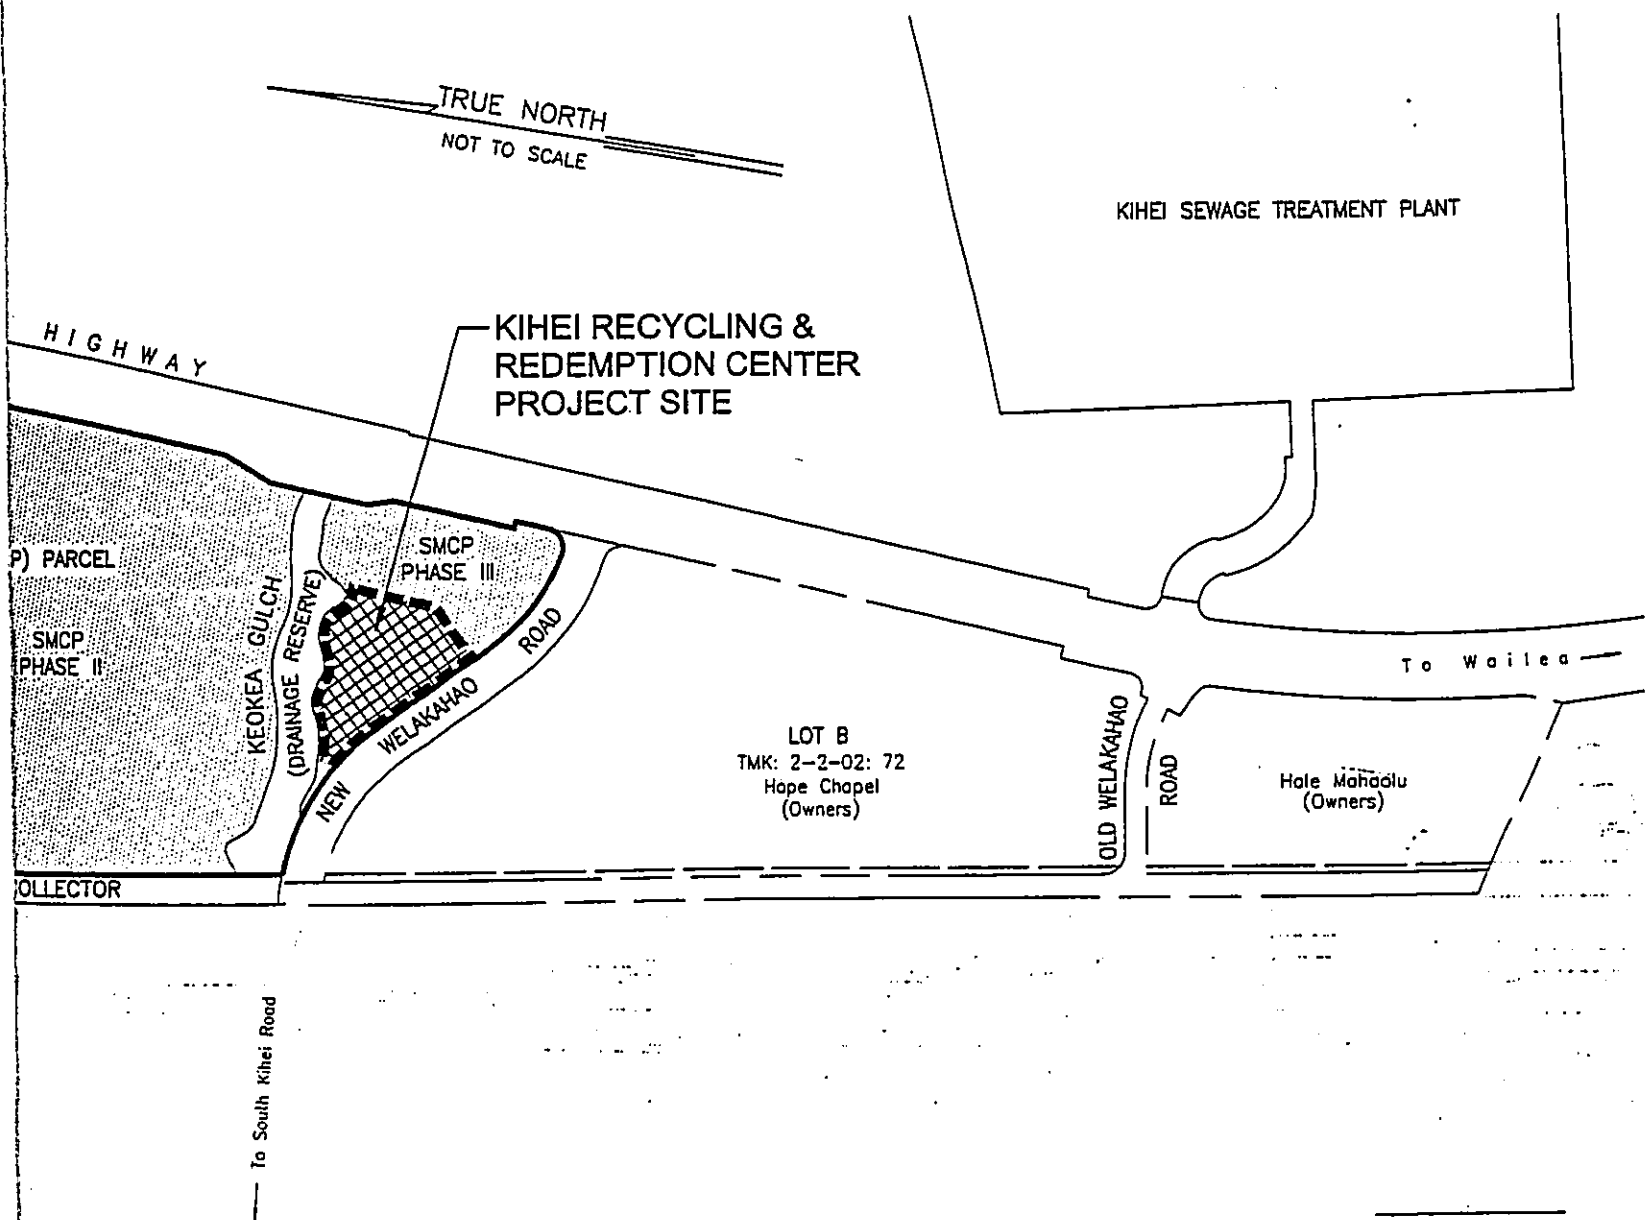 TRUE NORTH
NOT TO SCALE
KIHEI SEWAGE TREATMENT PLANT
HIGHWAY
KIHEI RECYCLING &
REDEMPTION CENTER
PROJECT SITE
SMCP
PHASE III
P) PARCEL
SMCP
PHASE II
KEOKEA GULCH
(DRAINAGE RESERVE)
NEW WELAKAHAO ROAD
To Wailea
LOT B
TMK: 2-2-02: 72
Hope Chapel
(Owners)
OLD WELAKAHAO
ROAD
Hale Mahaolu
(Owners)
OLLECTOR
To South Kihei Road